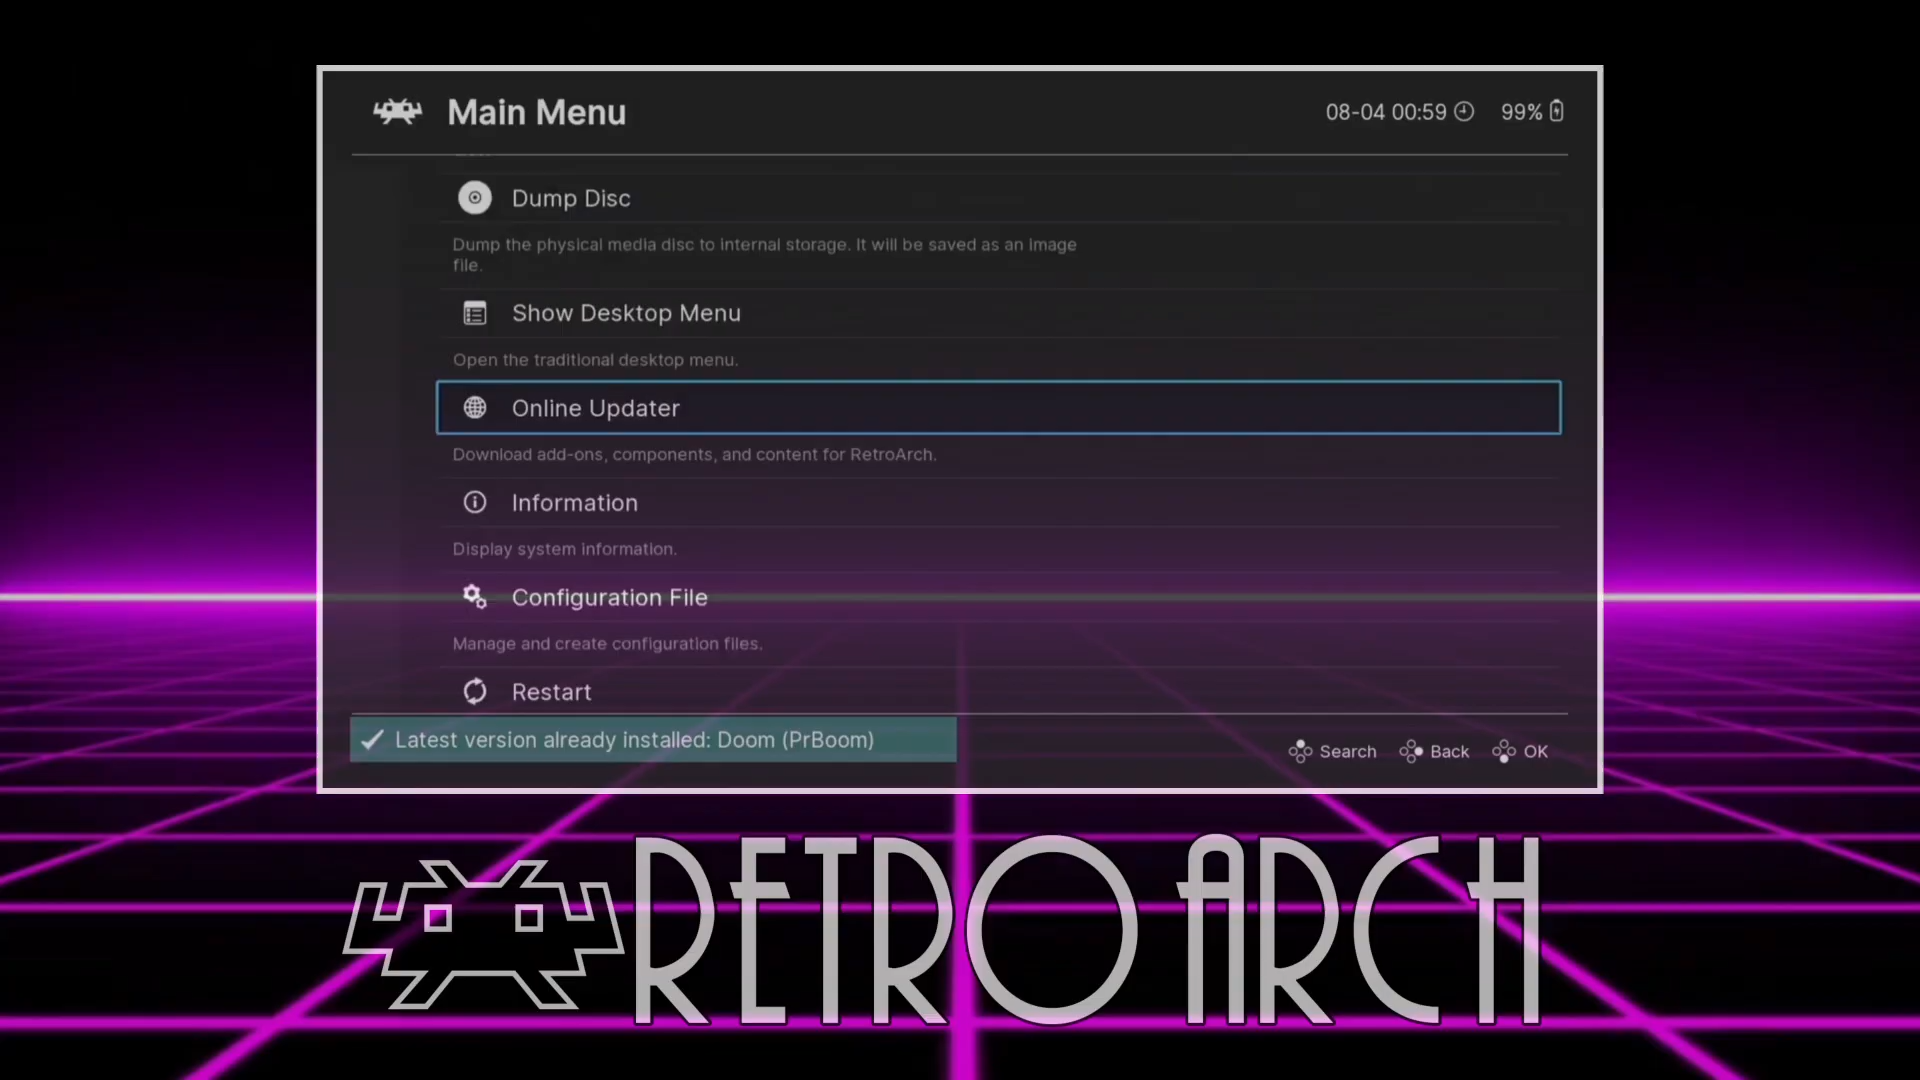 Main Menu
08-04 00:59
99%
Dump Disc
Dump the physical media disc to internal storage. It will be saved as an image
file.
Show Desktop Menu
Open the traditional desktop menu.
Online Updater
Download add-ons, components, and content for RetroArch.
Information
Display system information.
Configuration File
Manage and create configuration files.
Restart
Latest version already installed: Doom (PrBoom)
Search
Back
OK
RETROARCH